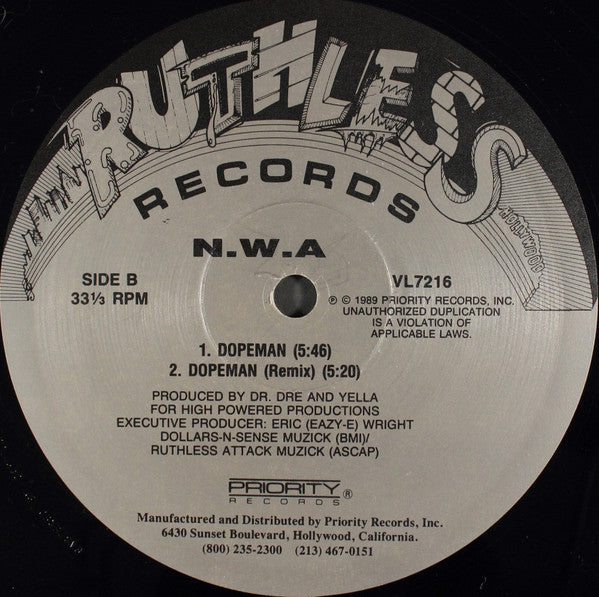 RUTHLESS
HOLLYWOOD
RECORDS
N.W.A
SIDE B
33⅓ RPM
VL7216
℗ © 1989 PRIORITY RECORDS, INC.
UNAUTHORIZED DUPLICATION
IS A VIOLATION OF
APPLICABLE LAWS.
1. DOPEMAN (5:46)
2. DOPEMAN (Remix) (5:20)
PRODUCED BY DR. DRE AND YELLA
FOR HIGH POWERED PRODUCTIONS
EXECUTIVE PRODUCER: ERIC (EAZY-E) WRIGHT
DOLLARS-N-SENSE MUZICK (BMI)/
RUTHLESS ATTACK MUZICK (ASCAP)
PRIORITY ®
RECORDS
Manufactured and Distributed by Priority Records, Inc.
6430 Sunset Boulevard, Hollywood, California.
(800) 235-2300 (213) 467-0151